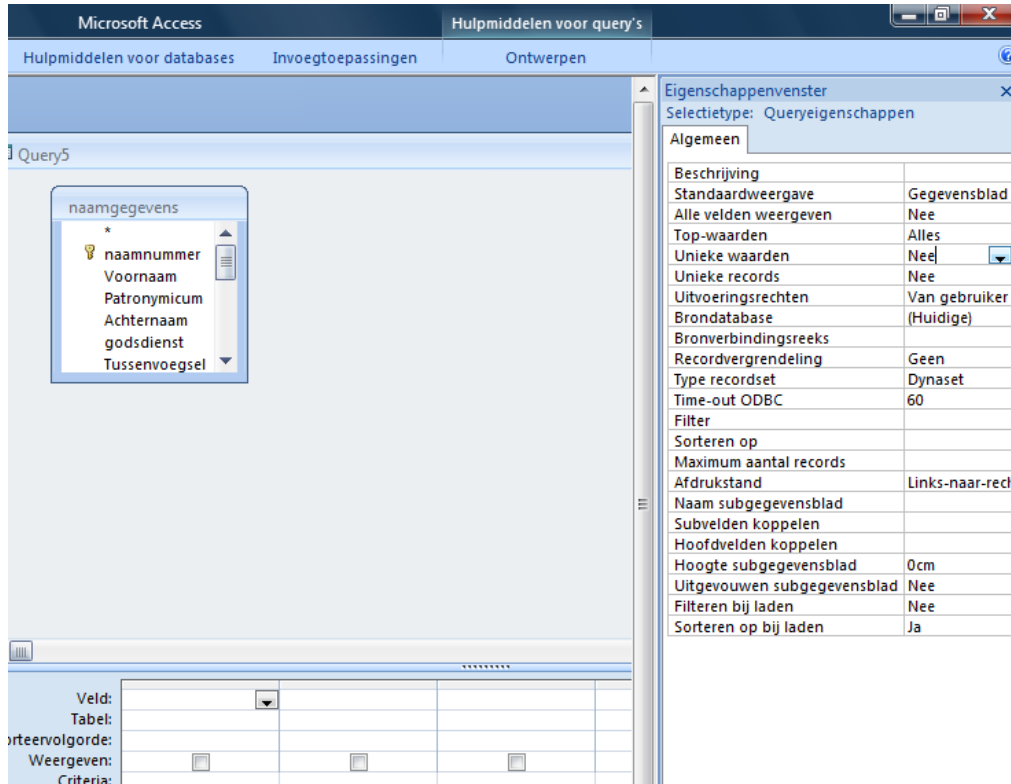 Microsoft Access
Hulpmiddelen voor query's
Hulpmiddelen voor databases
Invoegtoepassingen
Ontwerpen
Query5
naamgegevens
*
naamnummer
Voornaam
Patronymicum
Achternaam
godsdienst
Tussenvoegsel
Eigenschappenvenster
Selectietype: Queryeigenschappen
Algemeen
Beschrijving
Standaardweergave Gegevensblad
Alle velden weergeven Nee
Top-waarden Alles
Unieke waarden Nee
Unieke records Nee
Uitvoeringsrechten Van gebruiker
Brondatabase (Huidige)
Bronverbindingsreeks
Recordvergrendeling Geen
Type recordset Dynaset
Time-out ODBC 60
Filter
Sorteren op
Maximum aantal records
Afdrukstand Links-naar-rech
Naam subgegevensblad
Subvelden koppelen
Hoofdvelden koppelen
Hoogte subgegevensblad 0cm
Uitgevouwen subgegevensblad Nee
Filteren bij laden Nee
Sorteren op bij laden Ja
Veld:
Tabel:
orteervolgorde:
Weergeven:
Criteria: